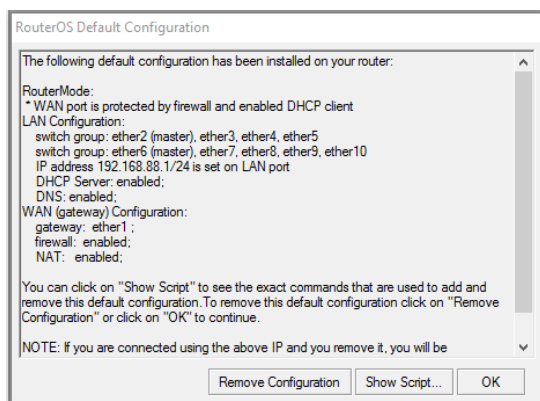 RouterOS Default Configuration
The following default configuration has been installed on your router:
RouterMode:
* WAN port is protected by firewall and enabled DHCP client
LAN Configuration:
switch group: ether2 (master), ether3, ether4, ether5
switch group: ether6 (master), ether7, ether8, ether9, ether10
IP address 192.168.88.1/24 is set on LAN port
DHCP Server: enabled;
DNS: enabled;
WAN (gateway) Configuration:
gateway: ether1 ;
firewall: enabled;
NAT: enabled;
You can click on "Show Script" to see the exact commands that are used to add and
remove this default configuration.To remove this default configuration click on "Remove
Configuration" or click on "OK" to continue.
NOTE: If you are connected using the above IP and you remove it, you will be
Remove Configuration Show Script... OK